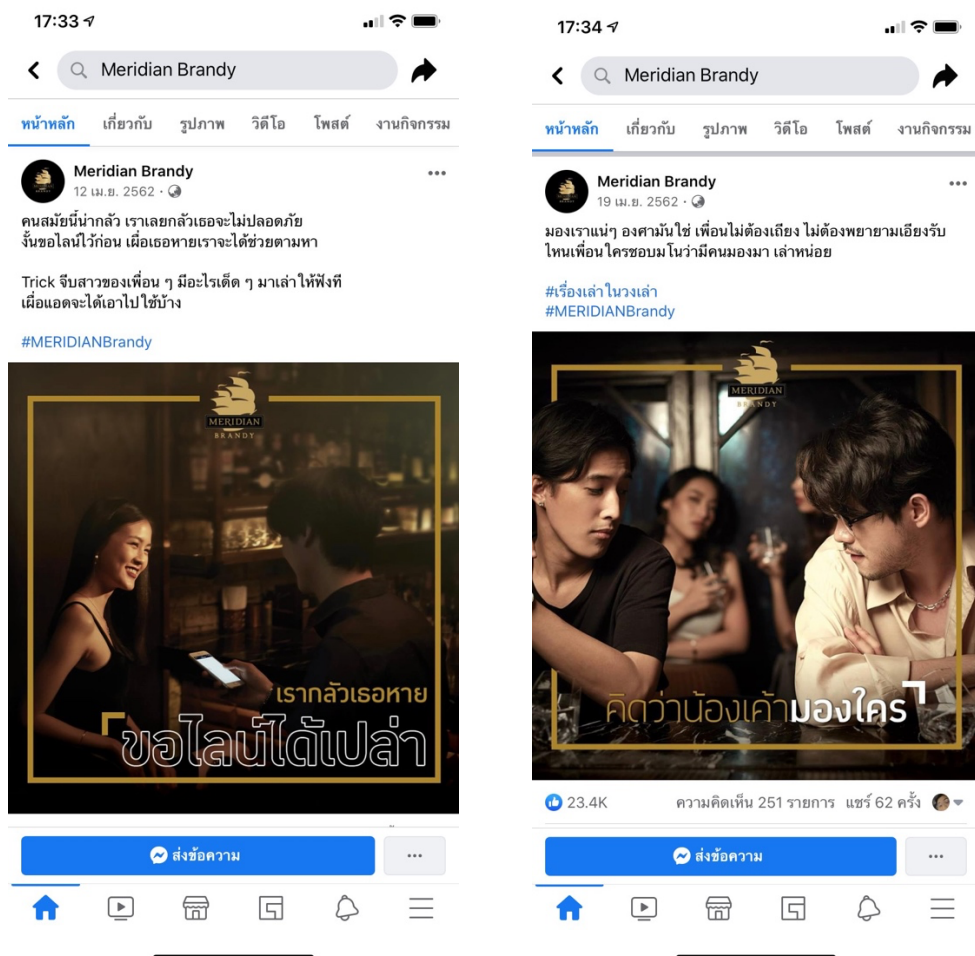 17:33
Meridian Brandy
หน้าหลัก เกี่ยวกับ รูปภาพ วิดีโอ โพสต์ งานกิจกรรม
Meridian Brandy
12 เม.ย. 2562 ·
คนสมัยนี้น่ากลัว เราเลยกลัวเธอจะไม่ปลอดภัย
งั้นขอไลน์ไว้ก่อน เผื่อเธอหายเราจะได้ช่วยตามหา
Trick จีบสาวของเพื่อน ๆ มีอะไรเด็ด ๆ มาเล่าให้ฟังที
เผื่อแอดจะได้เอาไปใช้บ้าง
#MERIDIANBrandy
MERIDIAN
BRANDY
เรากลัวเธอหาย
ขอไลน์ได้เปล่า
ส่งข้อความ
17:34
Meridian Brandy
หน้าหลัก เกี่ยวกับ รูปภาพ วิดีโอ โพสต์ งานกิจกรรม
Meridian Brandy
19 เม.ย. 2562 ·
มองเราแน่ๆ องศามันใช่ เพื่อนไม่ต้องเถียง ไม่ต้องพยายามเอียงรับ
ไหนเพื่อนใครชอบมโนว่ามีคนมองมา เล่าหน่อย
#เรื่องเล่าในวงเล่า
#MERIDIANBrandy
MERIDIAN
BRANDY
คิดว่าน้องเค้ามองใคร
23.4K ความคิดเห็น 251 รายการ แชร์ 62 ครั้ง
ส่งข้อความ